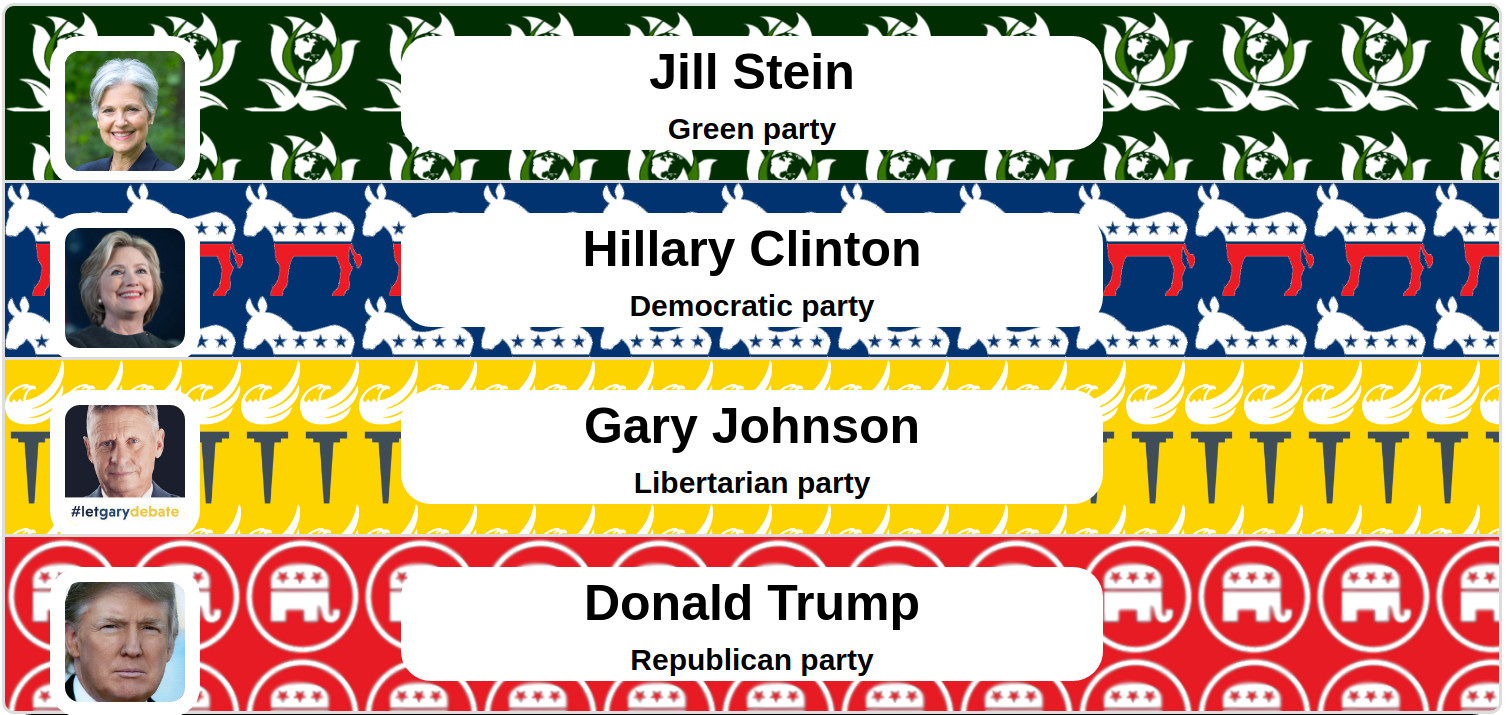 Jill Stein
Green party
Hillary Clinton
Democratic party
Gary Johnson
Libertarian party
#letgarydebate
Donald Trump
Republican party